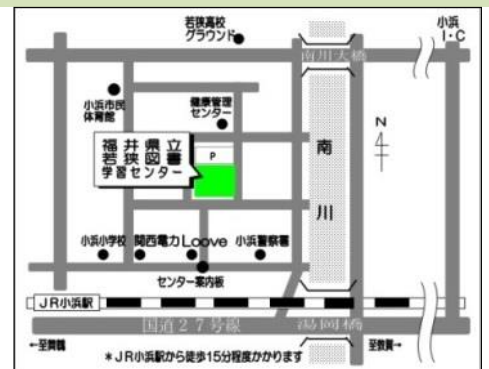 若狭高校
グラウンド
小浜
I・C
南川大橋
小浜市民
体育館
健康管理
センター
N
福井県立
若狭図書
学習センター
P
南
川
小浜小学校
関西電力
Loove
小浜警察署
センター案内板
JR小浜駅
国道27号線
湯岡橋
←至舞鶴
至敦賀→
＊JR小浜駅から徒歩15分程度かかります